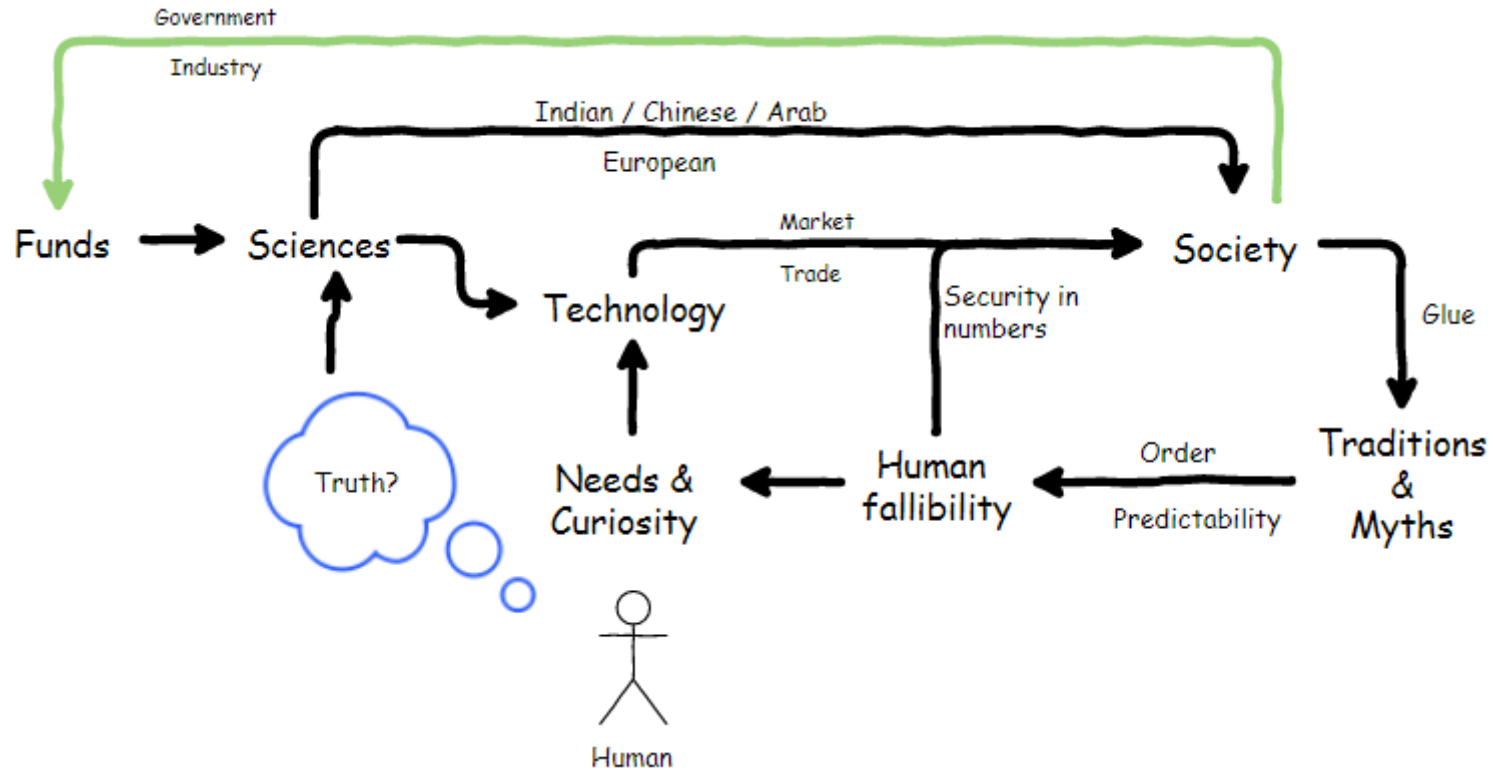 Government
Industry
Indian / Chinese / Arab
European
Funds
Sciences
Market
Trade
Society
Technology
Security in
numbers
Glue
Truth?
Needs &
Curiosity
Human
fallibility
Order
Predictability
Traditions
&
Myths
Human